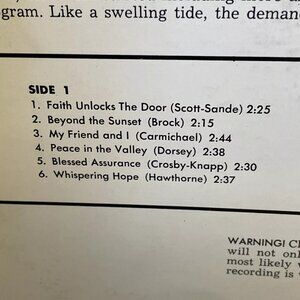 gram. Like a swelling tide, the deman
SIDE 1
1. Faith Unlocks The Door (Scott-Sande) 2:25
2. Beyond the Sunset (Brock) 2:15
3. My Friend and I (Carmichael) 2:44
4. Peace in the Valley (Dorsey) 2:38
5. Blessed Assurance (Crosby-Knapp) 2:30
6. Whispering Hope (Hawthorne) 2:37
WARNING! C
will not onl
most likely
recording is